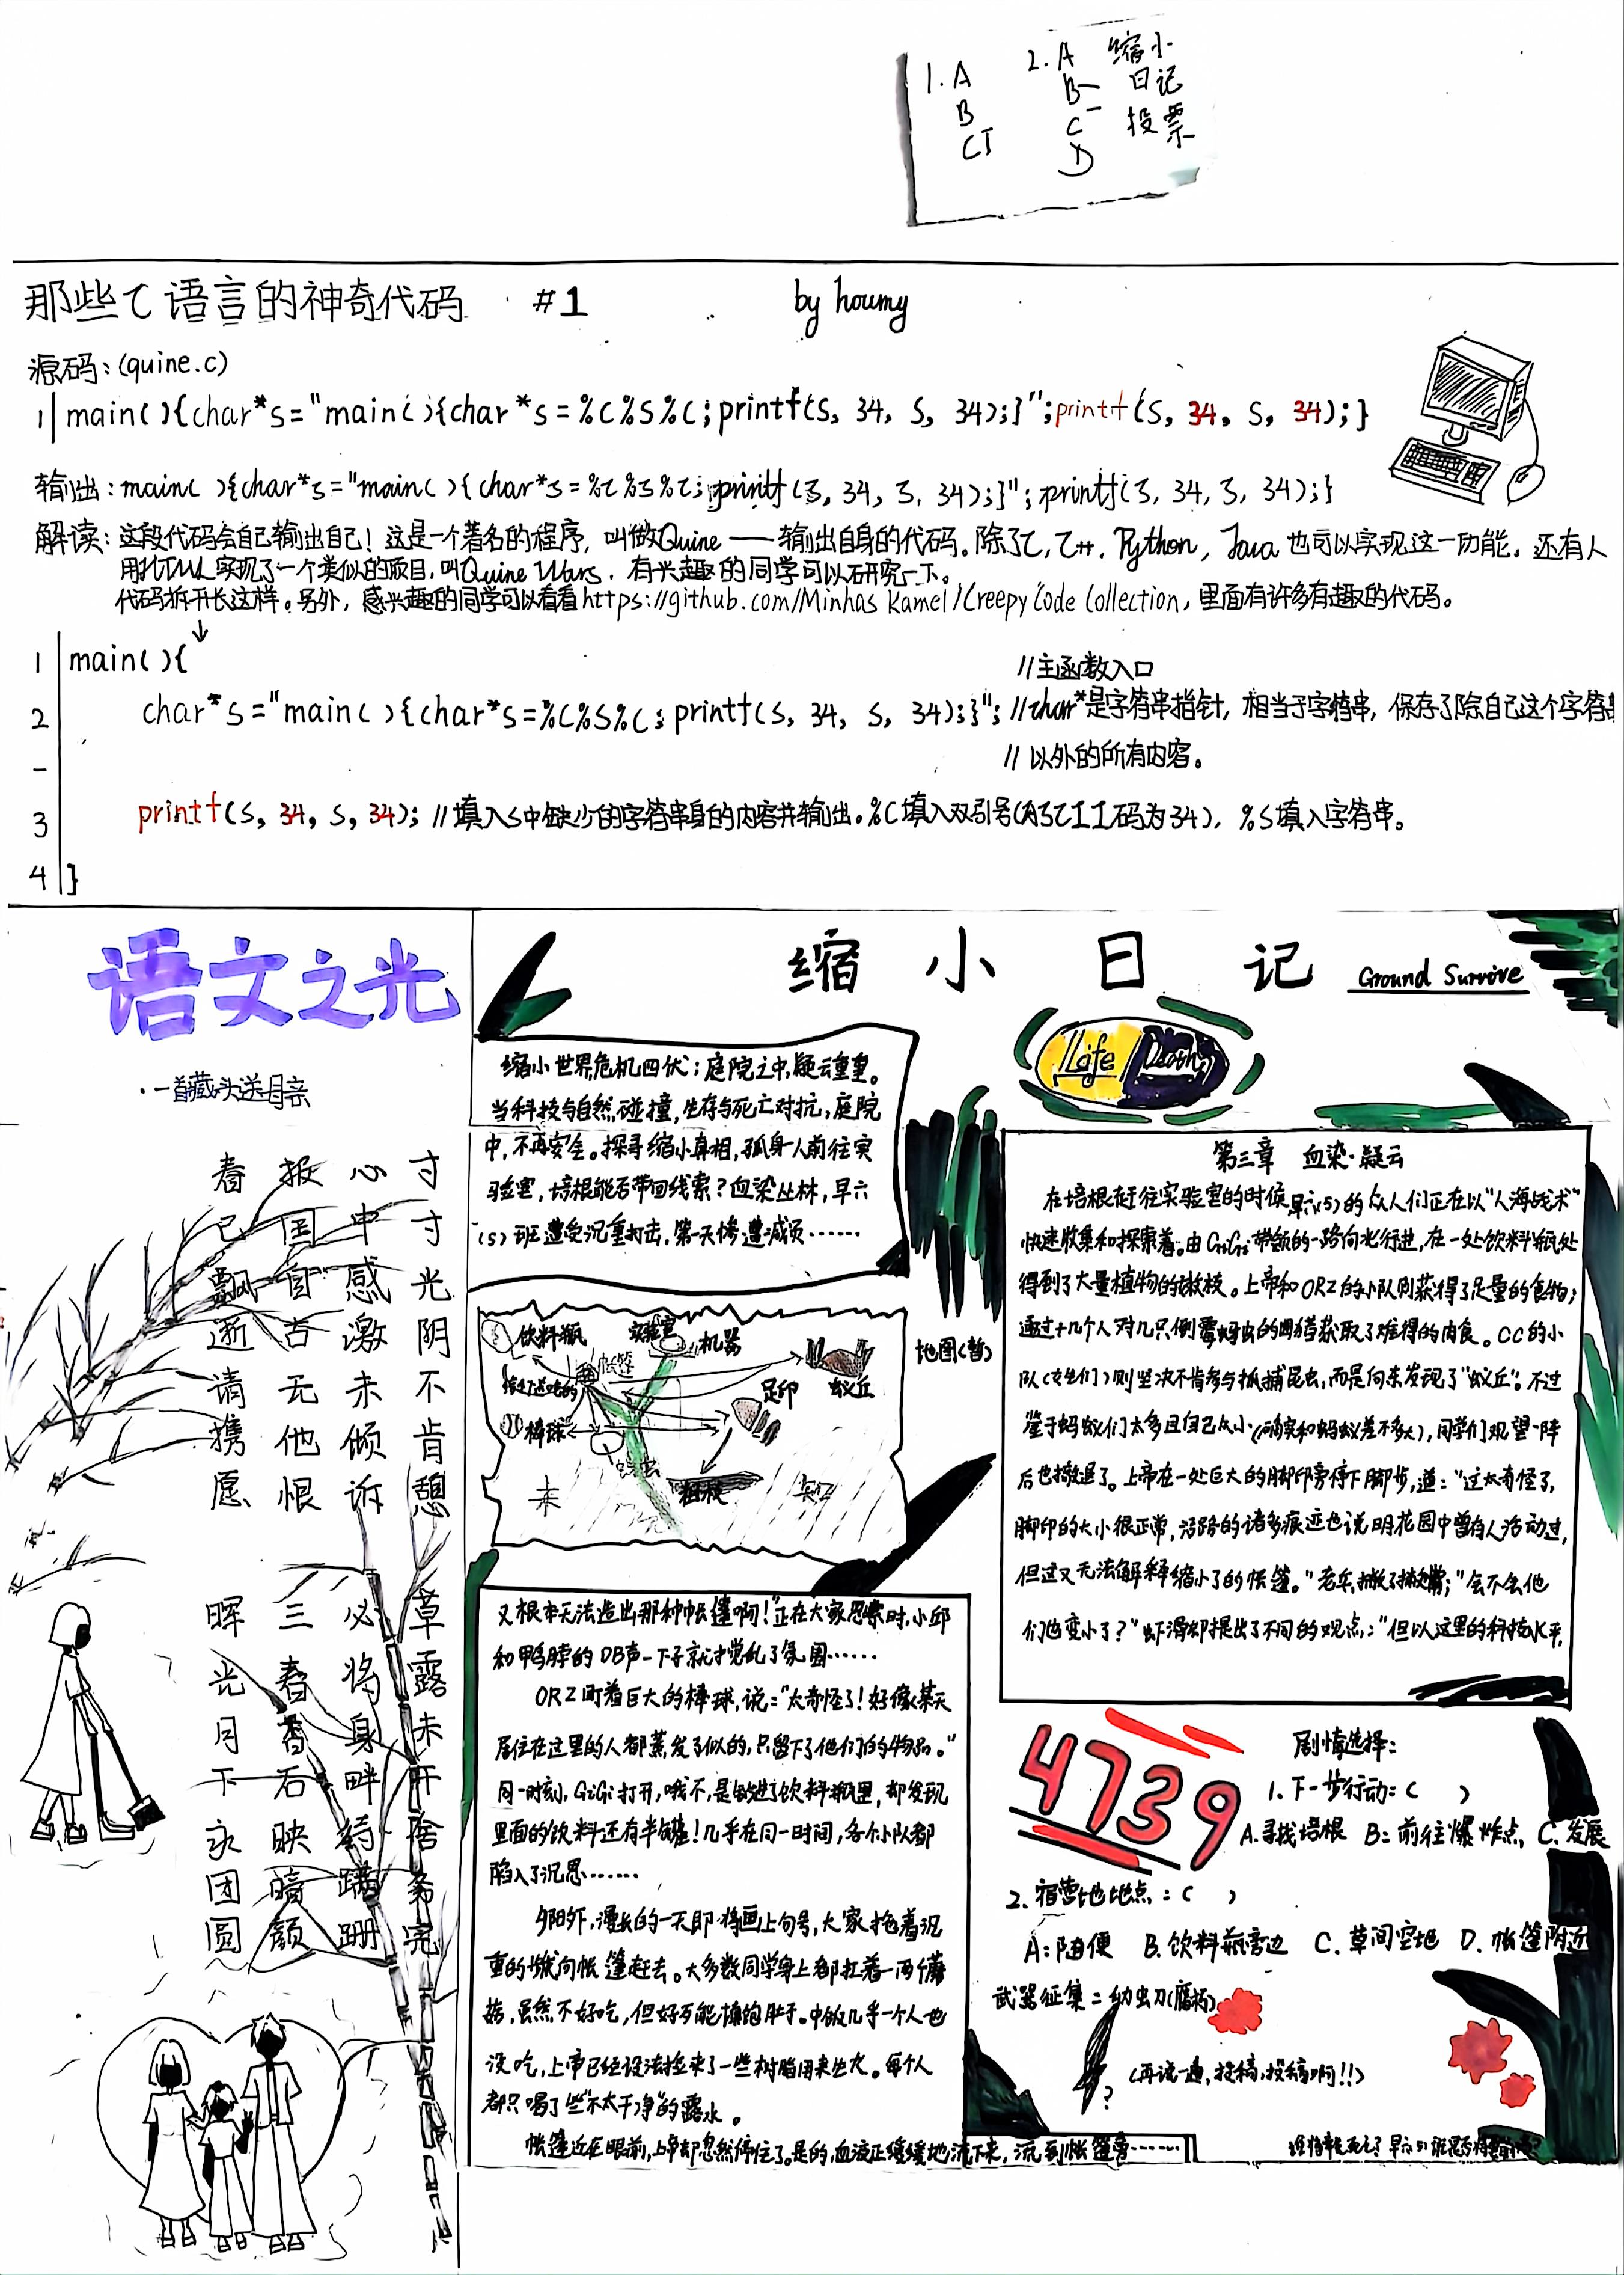 1.A 2.A 缩小
B B 日记
C C 投票
D
那些C语言的神奇代码 #1 by houmy
源码:(quine.c)
1 main(){char*s="main(){char*s=%c%s%c;printf(s, 34, s, 34);}";printf(s, 34, s, 34);}
输出:main(){char*s="main(){char*s=%c%s%c;printf(s, 34, s, 34);}";printf(s, 34, s, 34);}
解读:这段代码会自己输出自己!这是一个著名的程序,叫做Quine——输出自身的代码。除了C,C++,Python,Java也可以实现这一功能。还有人
用HTML实现了一个类似的项目,叫Quine Wars,有兴趣的同学可以研究一下。
代码拆开长这样。另外,感兴趣的同学可以看看https://github.com/MinhasKamel/CreepyCodeCollection,里面有许多有趣的代码。
1 main(){ //主函数入口
2 char*s="main(){char*s=%c%s%c;printf(s, 34, s, 34);}"; //char*是字符串指针,相当于字符串,保存了除自己这个字符串
- //以外的所有内容。
3 printf(s, 34, s, 34); //填入s中缺少的字符串身的内容并输出。%c填入双引号(ASCII码为34),%s填入字符串。
4 }
语文之光
·一首藏头送母亲
寸寸光阴不肯憩
心中感激未倾诉
报国自古无他恨
春已飘逝请携愿
草露未开舍务完
必将身畔药蹒跚
三春香石映暗颜
晖光月下永团圆
缩小日记 Ground Survive
Life Death
缩小世界危机四伏;庭院之中,疑云重重。
当科技与自然碰撞,生存与死亡对抗,庭院
中,不再安全。探寻缩小真相,孤身人前往实
验室,培根能否带回线索?血染丛林,早六
(5)班遭受沉重打击,第一天惨遭减员……
饮料瓶 实验室 机器
帐篷
足印 蚁丘
棒球
地图(暂)
第三章 血染·疑云
在培根赶往实验室的时候,早六(5)的众人们正在以"人海战术"
快速收集和探索着。由GiGi带领的一路向北行进,在一处饮料瓶处
得到了大量植物的嫩枝。上帝和ORZ的小队则获得了足量的食物;
通过十几个人对几只倒霉蚜虫的围猎获取了难得的肉食。CC的小
队(女生们)则坚决不肯参与抓捕昆虫,而是向东发现了"蚁丘"。不过
鉴于蚂蚁们太多且自己太小(确实和蚂蚁差不多大),同学们观望一阵
后也撤退了。上帝在一处巨大的脚印旁停下脚步,道:"这太奇怪了,
脚印的大小很正常,沿路的诸多痕迹也说明花园中曾有人活动过,
但这又无法解释缩小了的帐篷。"老乒挠了挠头:"会不会他
们也变小了?"虾滑却提出了不同的观点:"但以这里的科技水平,
又根本无法造出那种帐篷啊!"正在大家思索时,小邱
和鸭脖的DB声一下子就打觉乱了氛围……
ORZ盯着巨大的棒球,说:"太奇怪了!好像某天
居住在这里的人都蒸发了似的,只留下了他们的物品。"
同一时刻,GiGi打开,哦不,是钻进了饮料瓶里,却发现
里面的饮料还有半罐!几乎在同一时间,各个小队都
陷入了沉思……
夕阳下,漫长的一天即将画上句号,大家拖着沉
重的步伐向帐篷赶去。大多数同学身上都扛着一两个蘑
菇,虽然不好吃,但好歹能填饱肚子。中饭几乎一个人也
没吃,上帝已经设法捡来了一些树脂用来生火。每个人
都只喝了些"不太干净"的露水。
帐篷近在眼前,上帝却忽然停住了。是的,血液正缓缓地流下来,流到帐篷旁……
4739
剧情选择:
1.下一步行动:( )
A.寻找培根 B:前往爆炸点 C.发展
2.宿营地地点:( )
A:随便 B.饮料瓶旁边 C.草间空地 D.帐篷附近
武器征集:幼虫刀(腐朽)
?
(再说一遍,投稿,投稿啊!!)